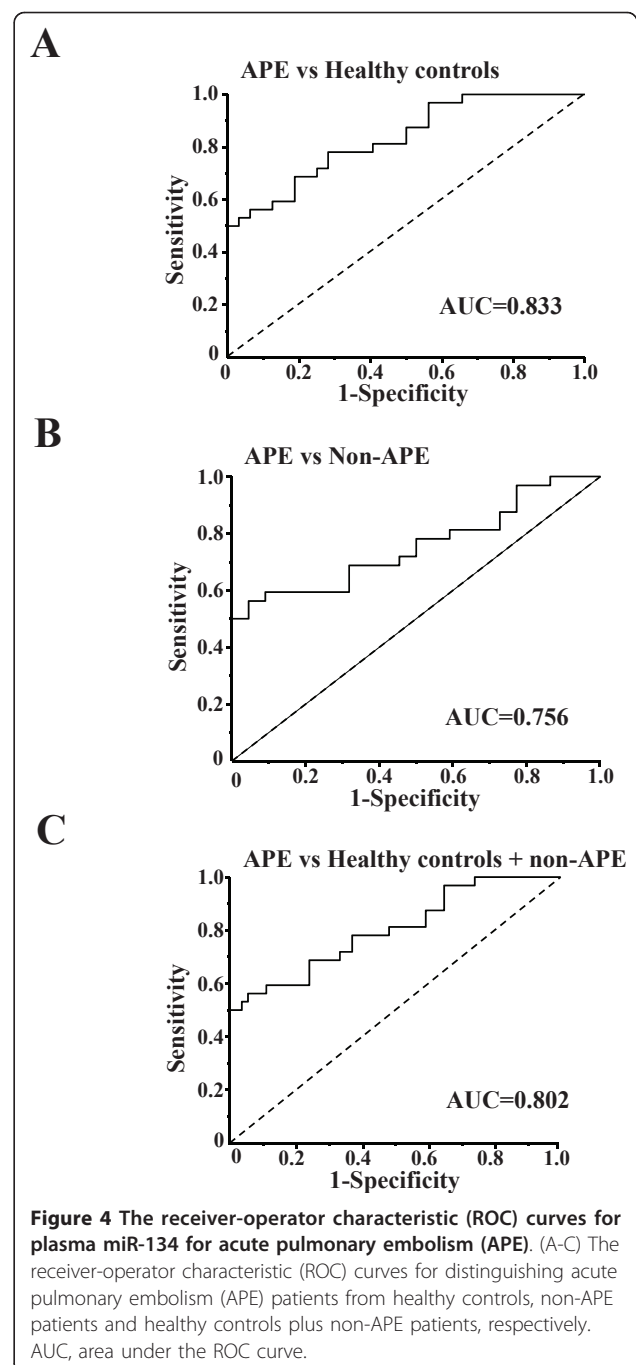 A
APE vs Healthy controls
1.0
0.8
0.6
0.4
0.2
0
Sensitivity
AUC=0.833
0 0.2 0.4 0.6 0.8 1.0
1-Specificity
B
APE vs Non-APE
1.0
0.8
0.6
0.4
0.2
0
Sensitivity
AUC=0.756
0 0.2 0.4 0.6 0.8 1.0
1-Specificity
C
APE vs Healthy controls + non-APE
1.0
0.8
0.6
0.4
0.2
0
Sensitivity
AUC=0.802
0 0.2 0.4 0.6 0.8 1.0
1-Specificity
Figure 4 The receiver-operator characteristic (ROC) curves for
plasma miR-134 for acute pulmonary embolism (APE). (A-C) The
receiver-operator characteristic (ROC) curves for distinguishing acute
pulmonary embolism (APE) patients from healthy controls, non-APE
patients and healthy controls plus non-APE patients, respectively.
AUC, area under the ROC curve.